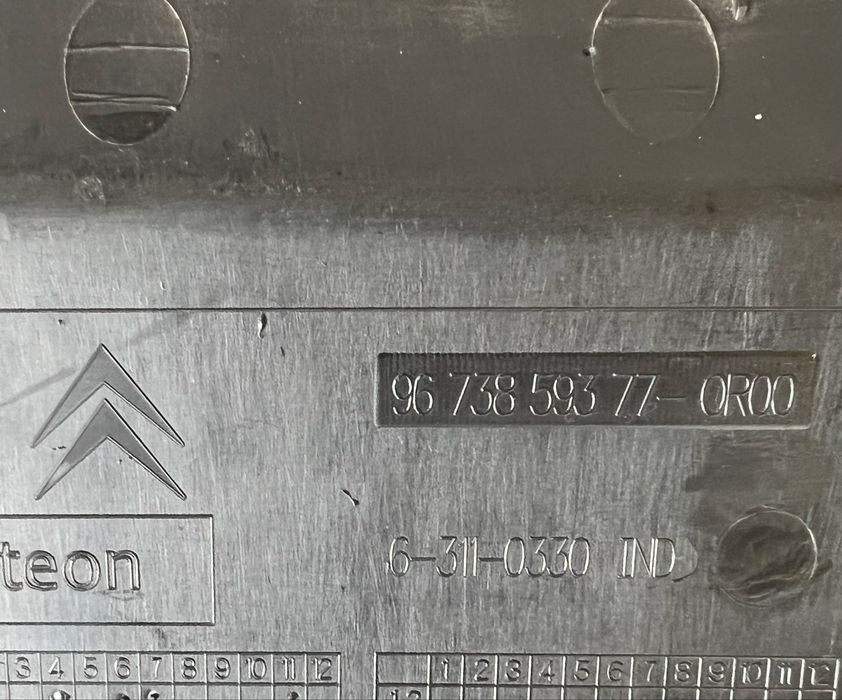 96 738 593 77-0R00
teon
6-311-0330 IND
3 4 5 6 7 8 9 10 11 12
1 2 3 4 5 6 7 8 9 10 11 12